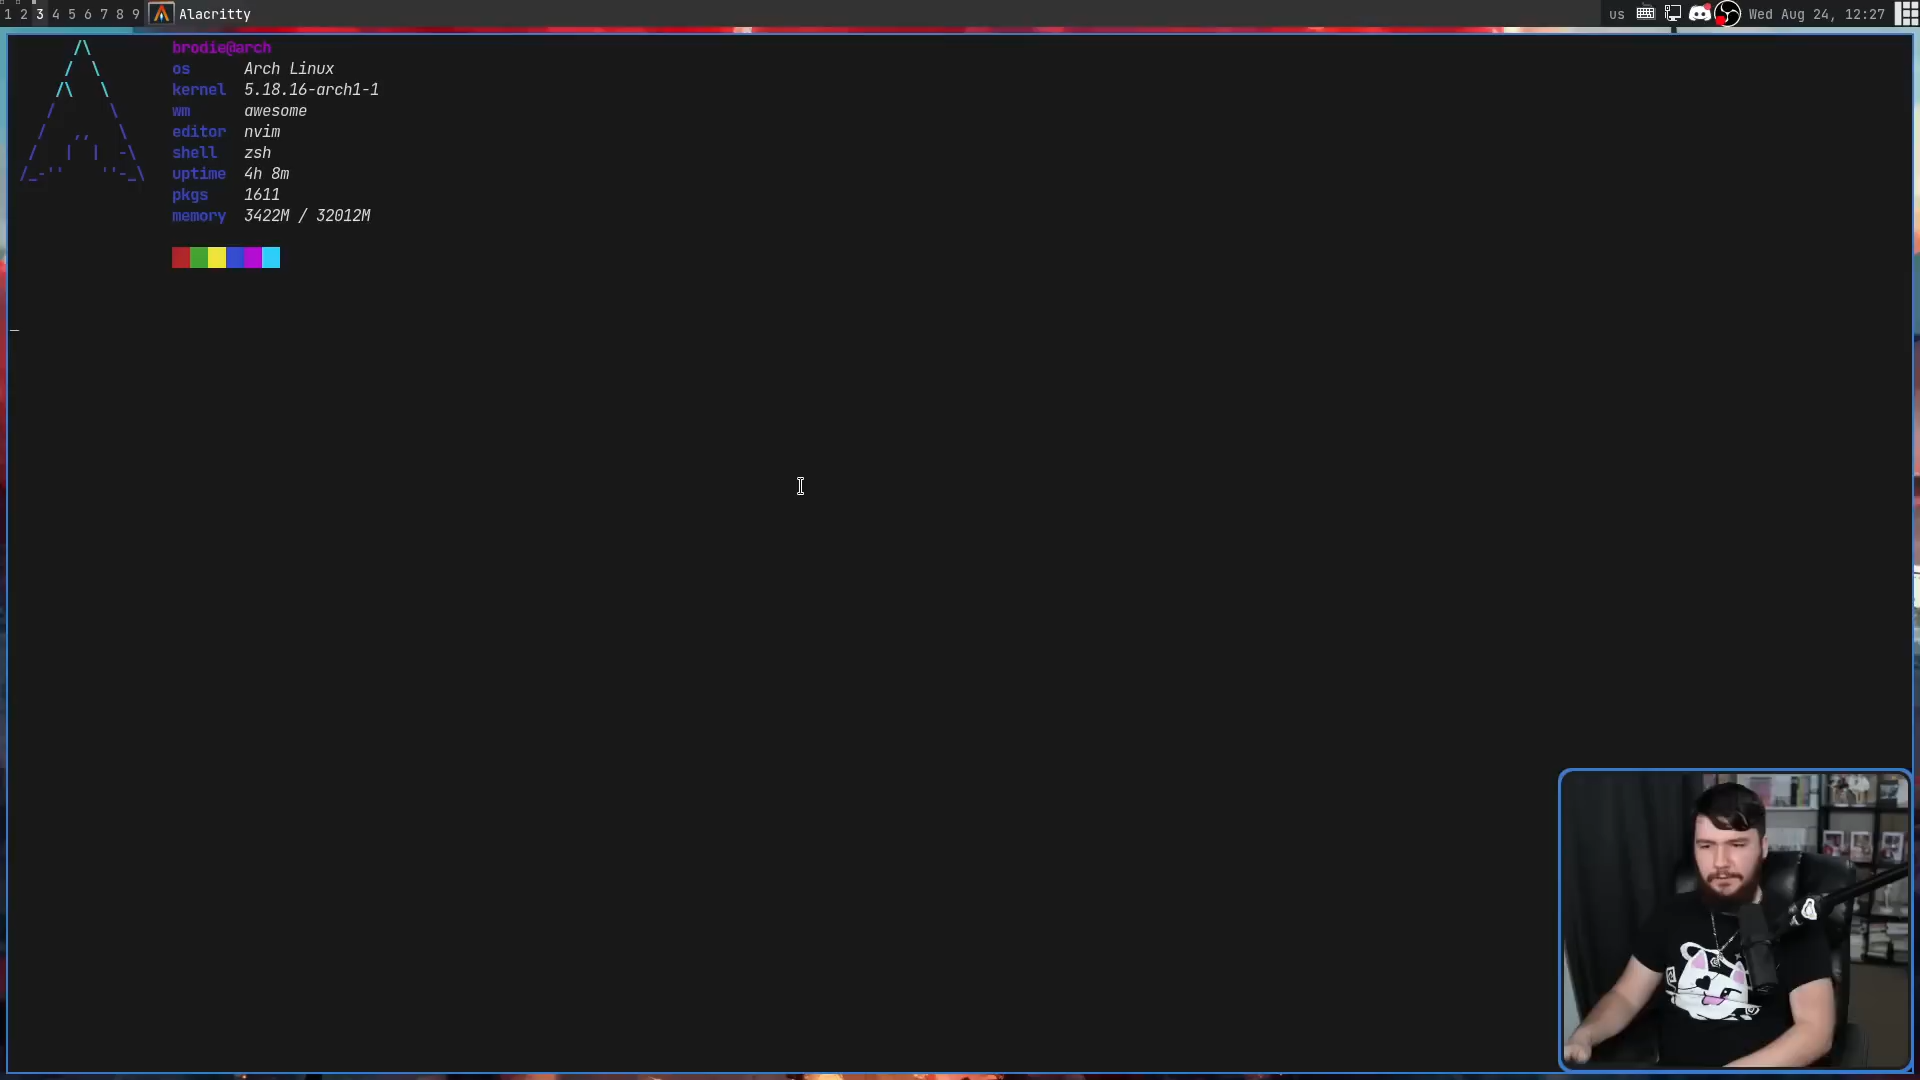 1 2 3 4 5 6 7 8 9 Alacritty us Wed Aug 24, 12:27
brodie@arch
os Arch Linux
kernel 5.18.16-arch1-1
wm awesome
editor nvim
shell zsh
uptime 4h 8m
pkgs 1611
memory 3422M / 32012M